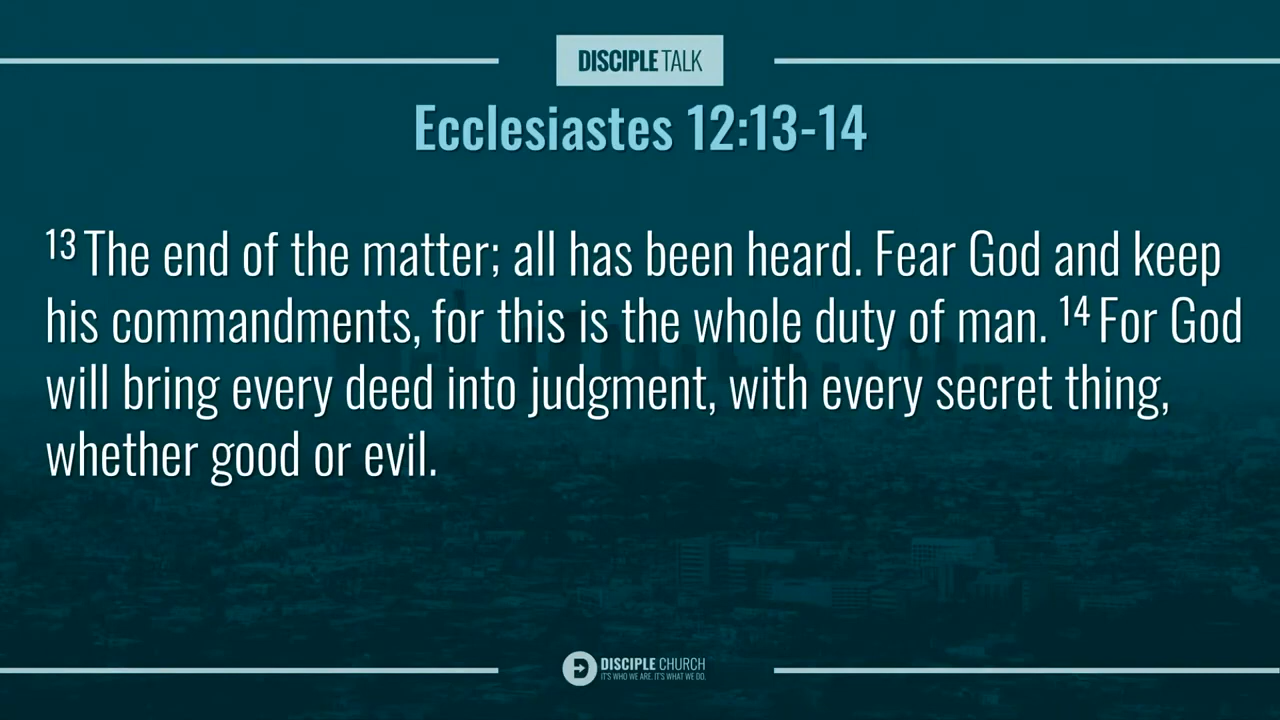 DISCIPLE TALK
Ecclesiastes 12:13-14
13 The end of the matter; all has been heard. Fear God and keep
his commandments, for this is the whole duty of man. 14 For God
will bring every deed into judgment, with every secret thing,
whether good or evil.
DISCIPLE CHURCH
IT'S WHO WE ARE. IT'S WHAT WE DO.